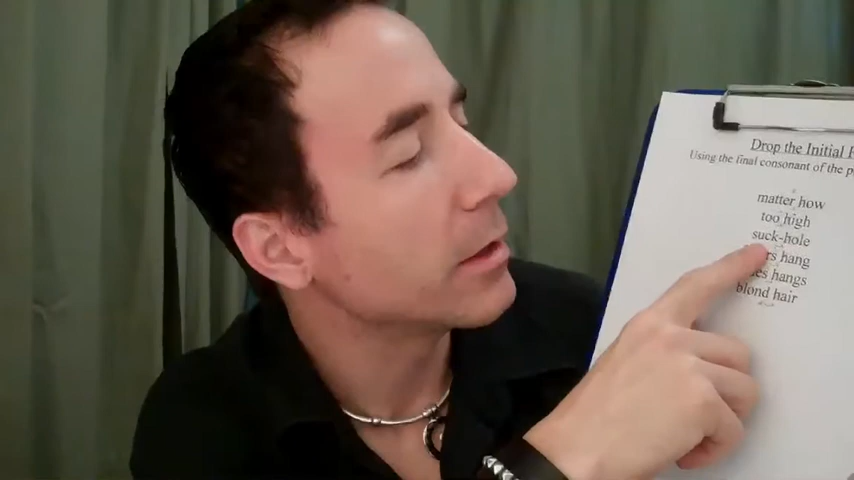 Drop the Initial
Using the final consonant of the
matter how
too high
suck-hole
hang
hangs
blond hair